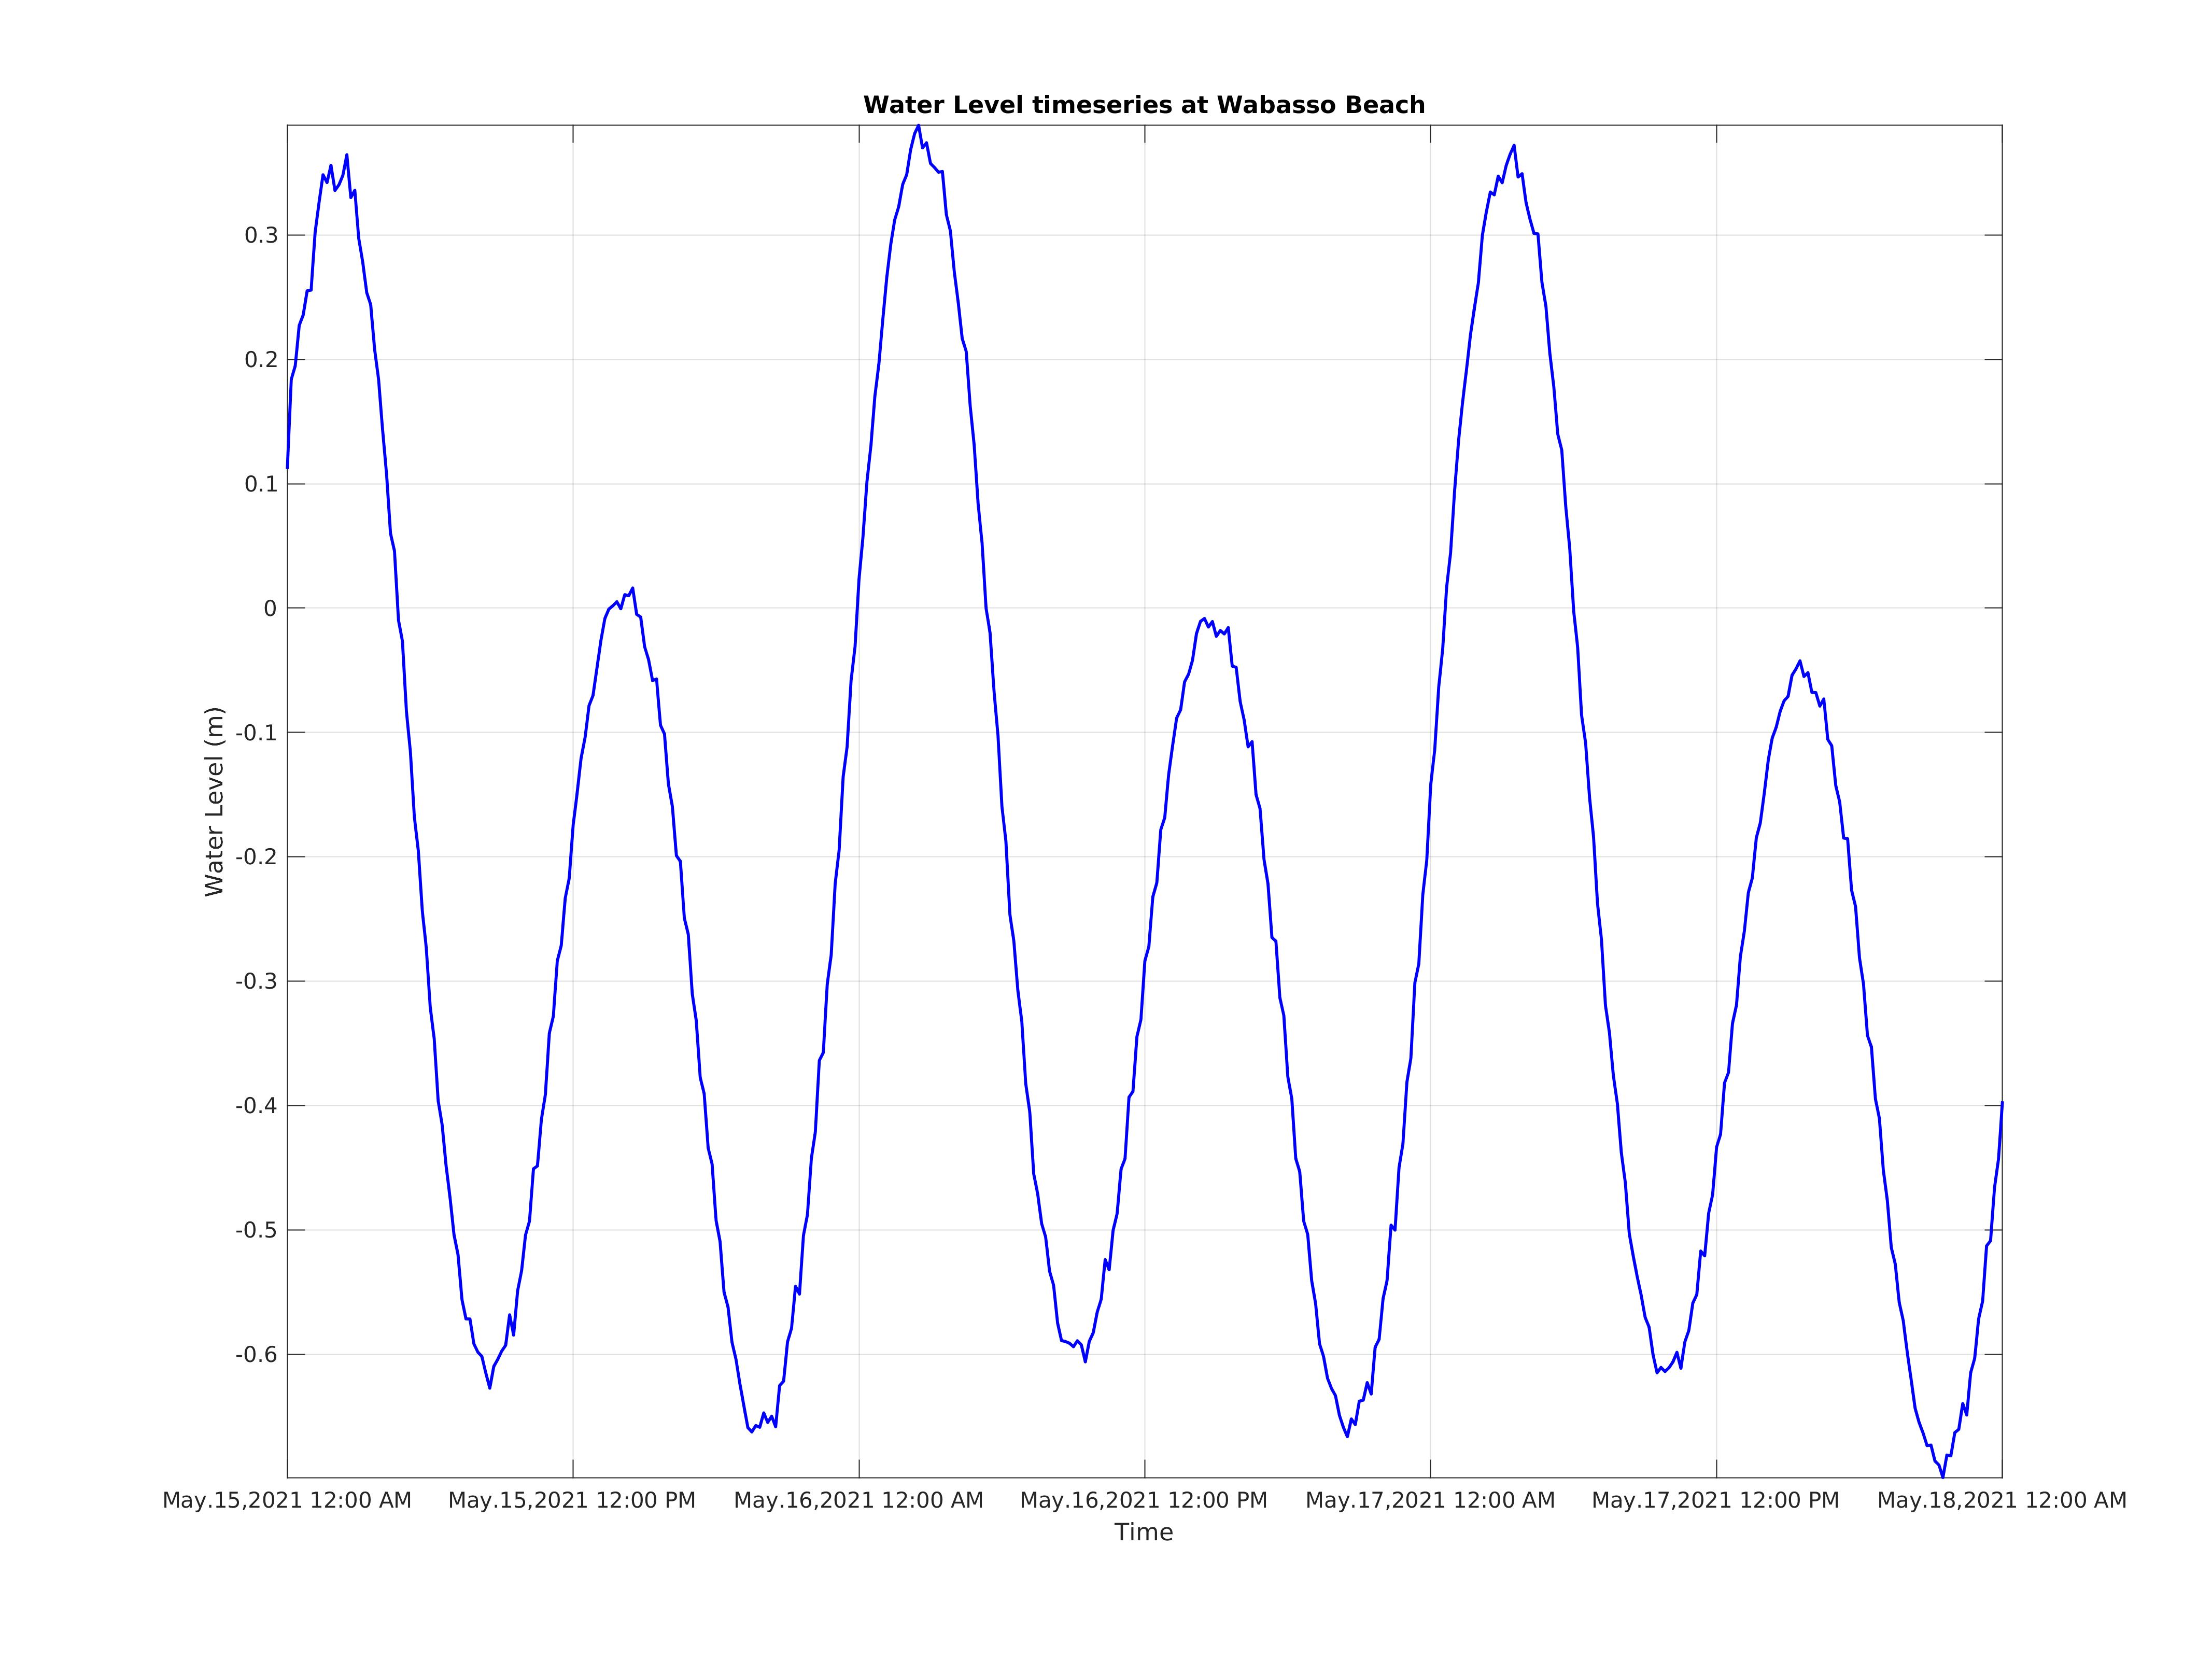 Water Level timeseries at Wabasso Beach
0.3
0.2
0.1
0
-0.1
-0.2
-0.3
-0.4
-0.5
-0.6
Water Level (m)
May.15,2021 12:00 AM
May.15,2021 12:00 PM
May.16,2021 12:00 AM
May.16,2021 12:00 PM
May.17,2021 12:00 AM
May.17,2021 12:00 PM
May.18,2021 12:00 AM
Time